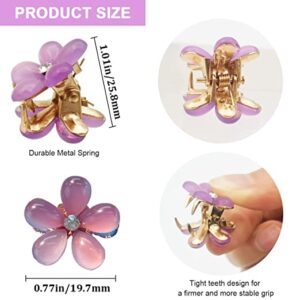 PRODUCT SIZE
1.01in/25.8mm
Durable Metal Spring
0.77in/19.7mm
Tight teeth design for
a firmer and more stable grip